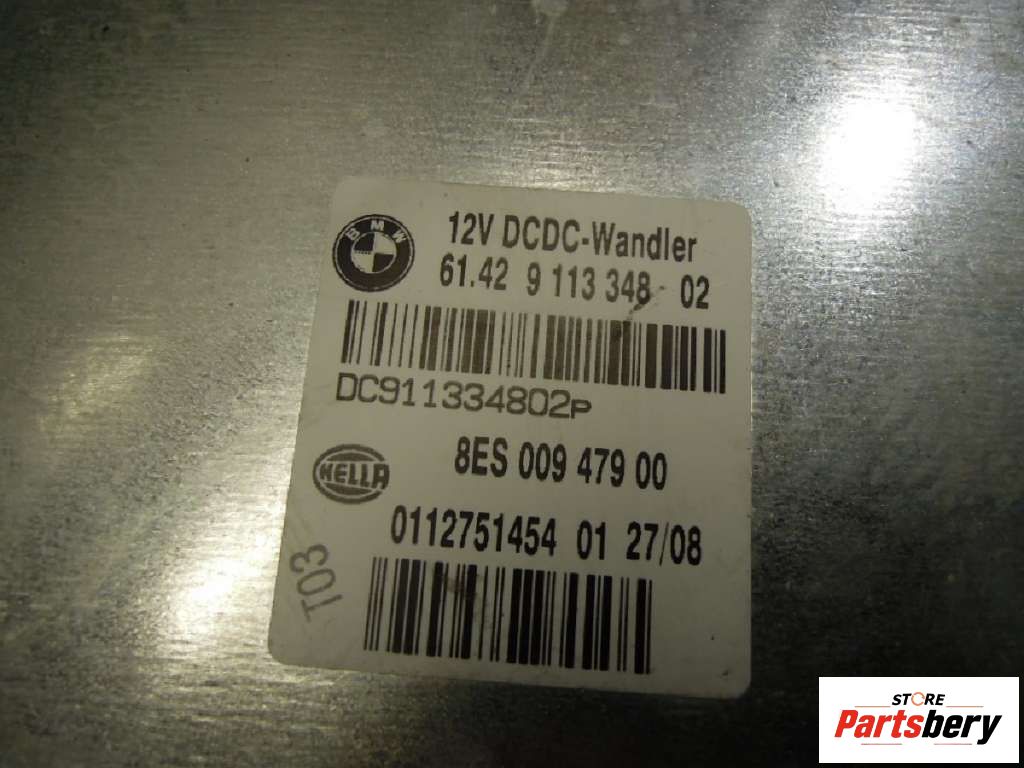 BMW
12V DCDC-Wandler
61.42 9 113 348 02
DC911334802P
HELLA
8ES 009 479 00
0112751454 01 27/08
T03
STORE
Partsbery